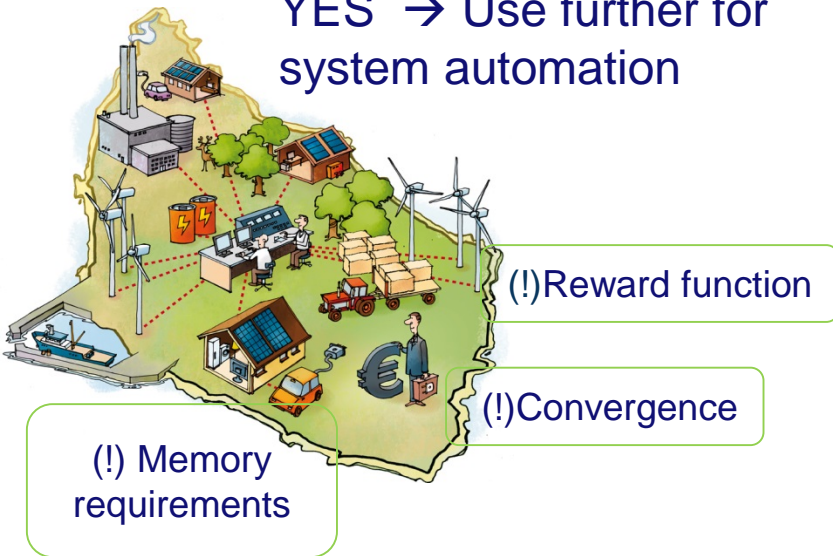 YES → Use further for
system automation
(!)Reward function
(!)Convergence
(!) Memory
requirements
€